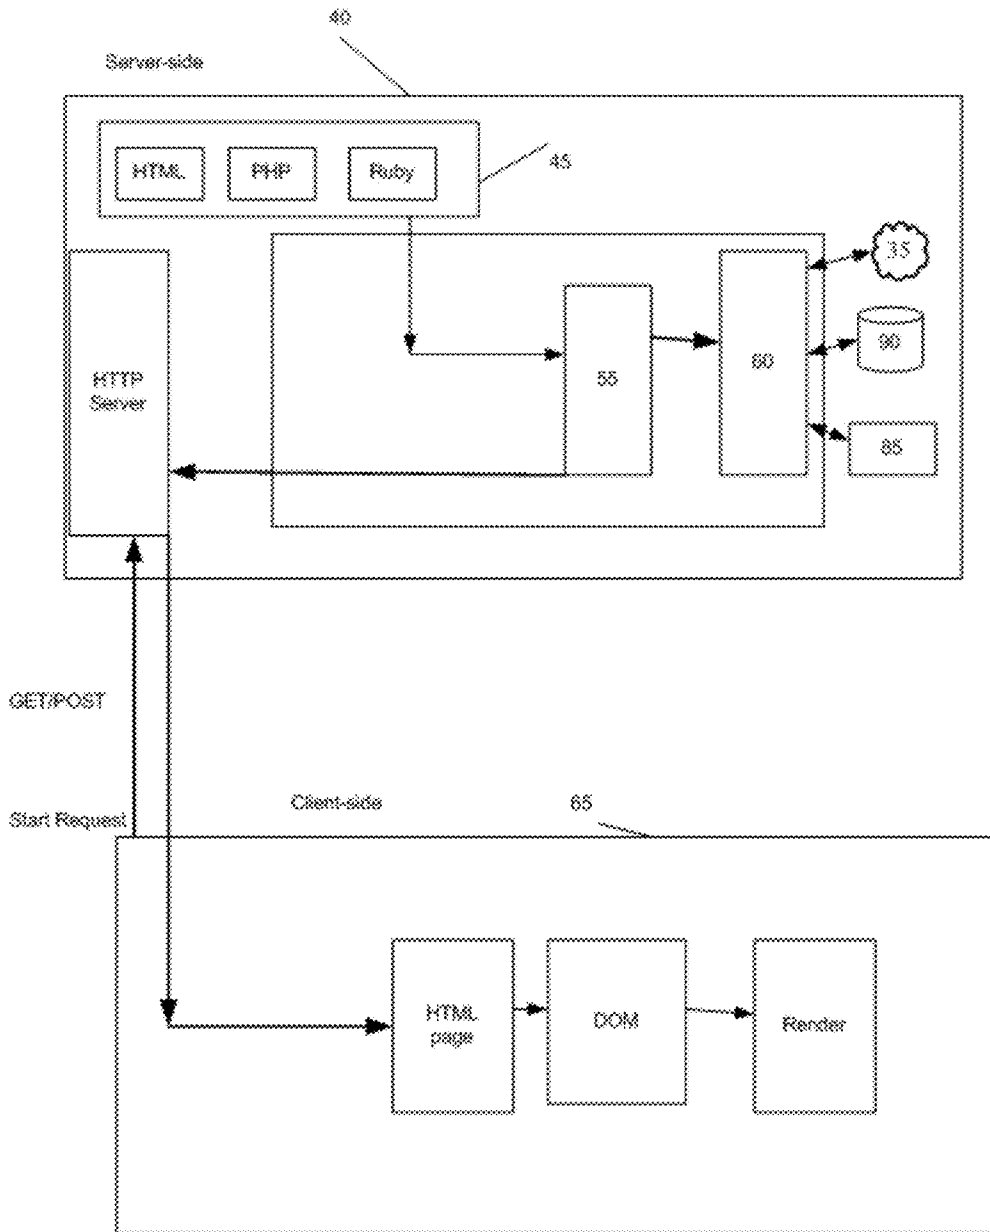 40
Server-side
HTML
PHP
Ruby
45
35
90
HTTP
Server
55
60
85
GET/POST
Start Request
Client-side
65
HTML
page
DOM
Render